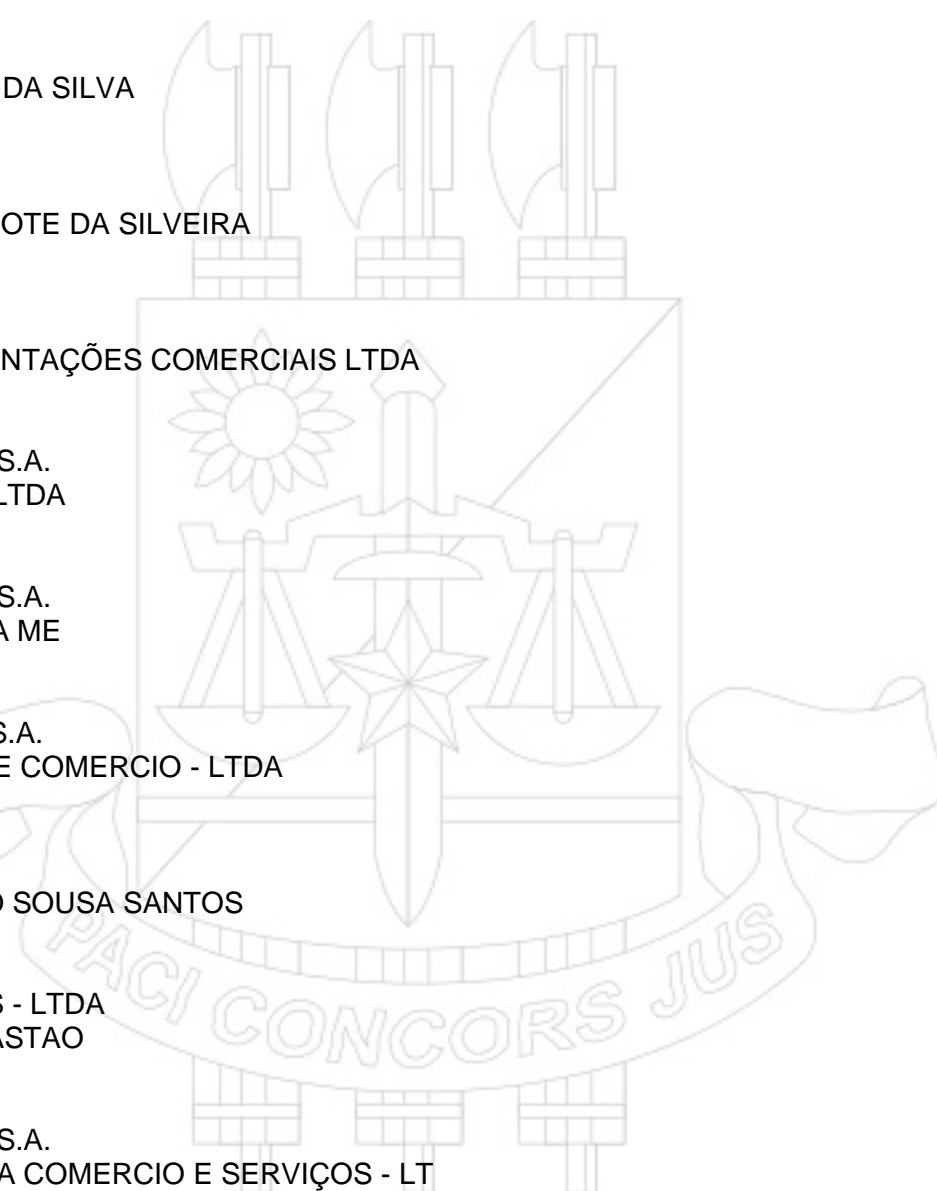 DA SILVA
OTE DA SILVEIRA
NTAÇÕES COMERCIAIS LTDA
S.A.
LTDA
S.A.
A ME
S.A.
E COMERCIO - LTDA
O SOUSA SANTOS
S - LTDA
ASTAO
S.A.
A COMERCIO E SERVIÇOS - LT
PACI CONCORS JUS